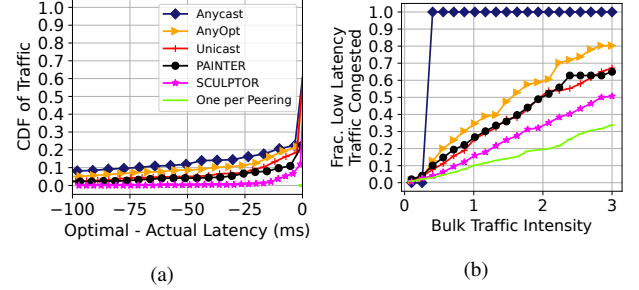 CDF of Traffic
1.0
0.9
0.8
0.7
0.6
0.5
0.4
0.3
0.2
0.1
0.0
Anycast
AnyOpt
Unicast
PAINTER
SCULPTOR
One per Peering
−100 −75 −50 −25 0
Optimal - Actual Latency (ms)
(a)
Frac. Low Latency
Traffic Congested
1.0
0.9
0.8
0.7
0.6
0.5
0.4
0.3
0.2
0.1
0.0
0 1 2 3
Bulk Traffic Intensity
(b)